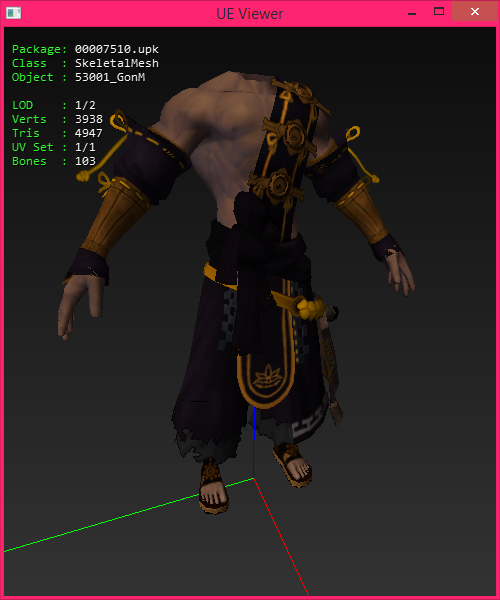 UE Viewer
Package: 00007510.upk
Class : SkeletalMesh
Object : 53001_GonM
LOD : 1/2
Verts : 3938
Tris : 4947
UV Set : 1/1
Bones : 103